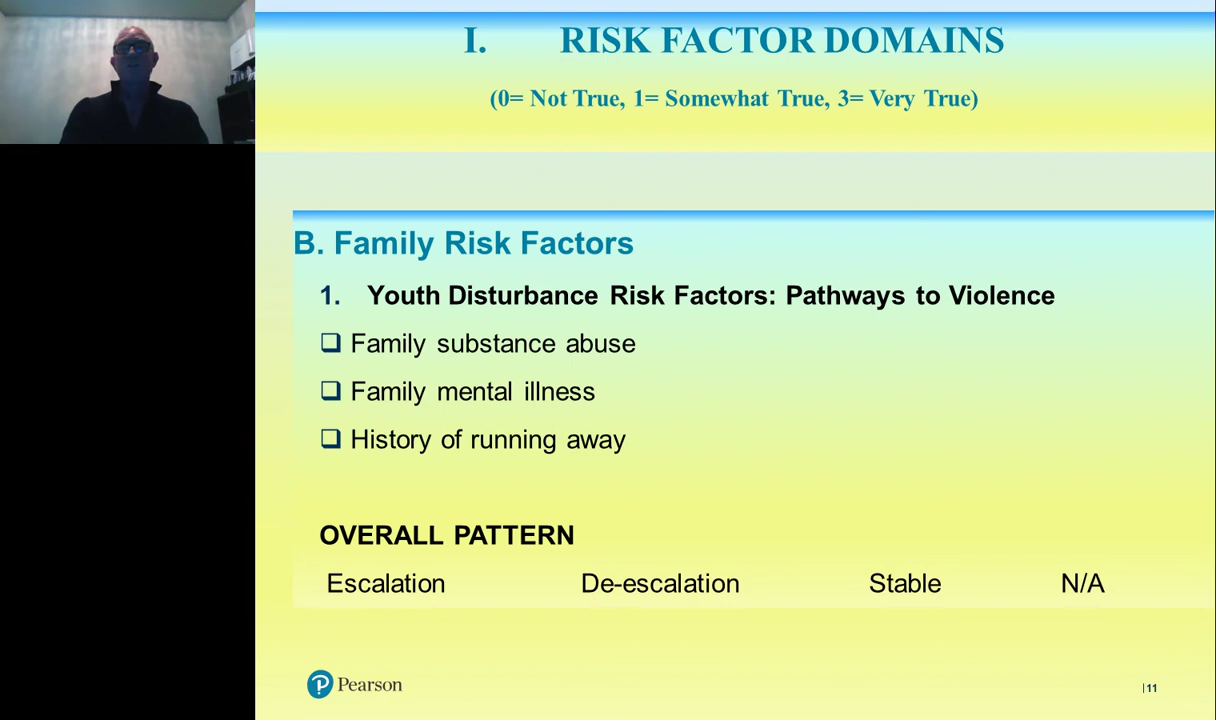 I. RISK FACTOR DOMAINS
(0= Not True, 1= Somewhat True, 3= Very True)
B. Family Risk Factors
1. Youth Disturbance Risk Factors: Pathways to Violence
❑ Family substance abuse
❑ Family mental illness
❑ History of running away
OVERALL PATTERN
Escalation De-escalation Stable N/A
Pearson
|11